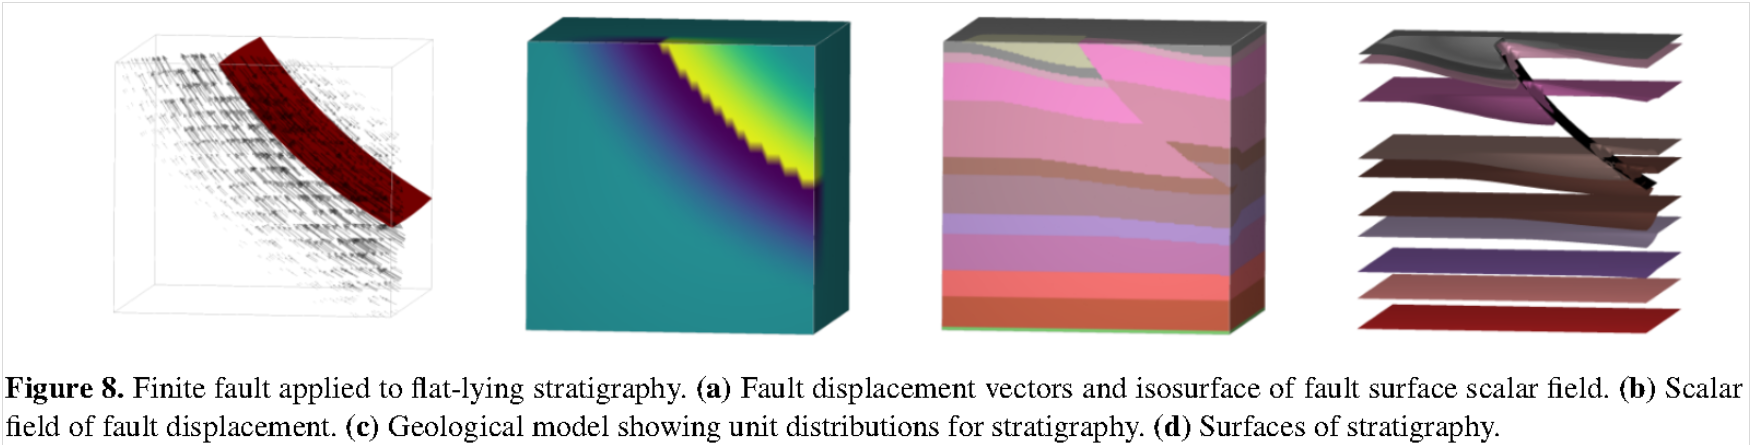 Figure 8. Finite fault applied to flat-lying stratigraphy. (a) Fault displacement vectors and isosurface of fault surface scalar field. (b) Scalar
field of fault displacement. (c) Geological model showing unit distributions for stratigraphy. (d) Surfaces of stratigraphy.